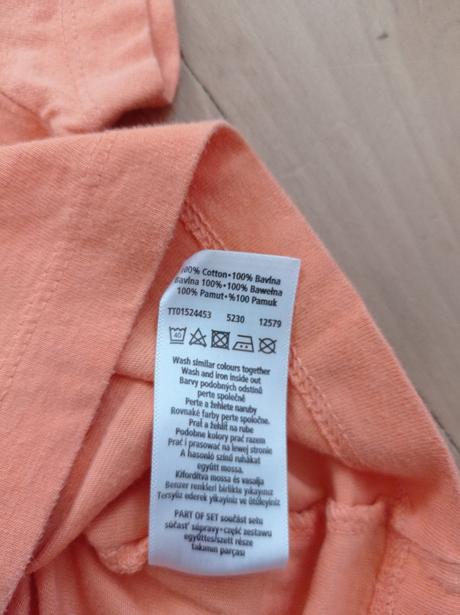 100% Cotton•100% Bavlna
Bavlna 100%•100% Bawełna
100% Pamut•%100 Pamuk
TT01524453 5230 12579
40
Wash similar colours together
Wash and iron inside out
Barvy podobných odstínů
perte společně
Perte a žehlete naruby
Rovnaké farby perte spoločne.
Prať a žehliť na rube
Podobne kolory prać razem
Prać i prasować na lewej stronie
A hasonló színű ruhákat
együtt mossa.
Kifordítva mossa és vasalja
Benzer renkleri birlikte yıkayınız
Tersyüz ederek yıkayiniz ve ütüleyiniz
PART OF SET součást setu
súčasť súpravy•część zestawu
együttes/szett része
takımın parçası